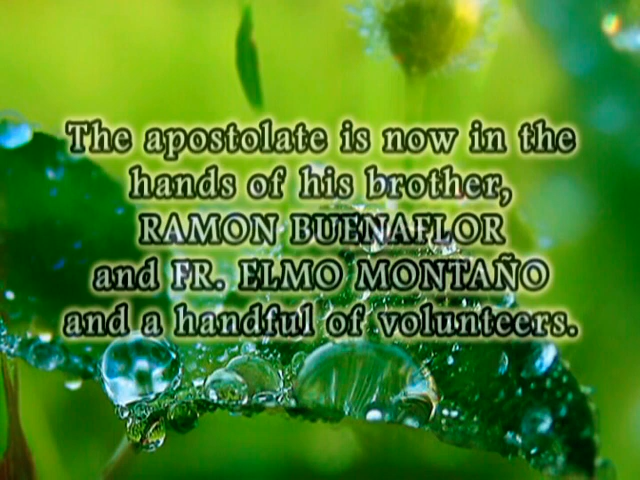 The apostolate is now in the
hands of his brother,
RAMON BUENAFLOR
and FR. ELMO MONTAÑO
and a handful of volunteers.